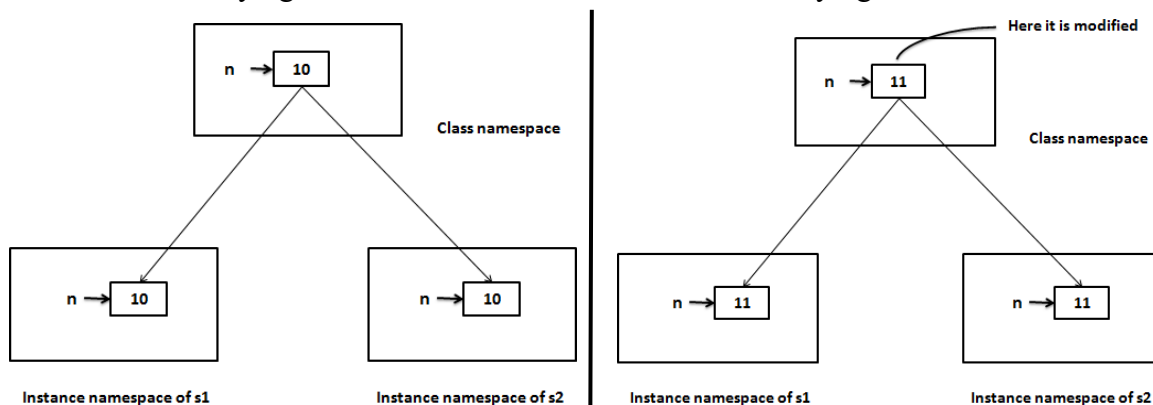 Here it is modified
n
10
n
11
Class namespace
Class namespace
n
10
n
10
n
11
n
11
Instance namespace of s1
Instance namespace of s2
Instance namespace of s1
Instance namespace of s2